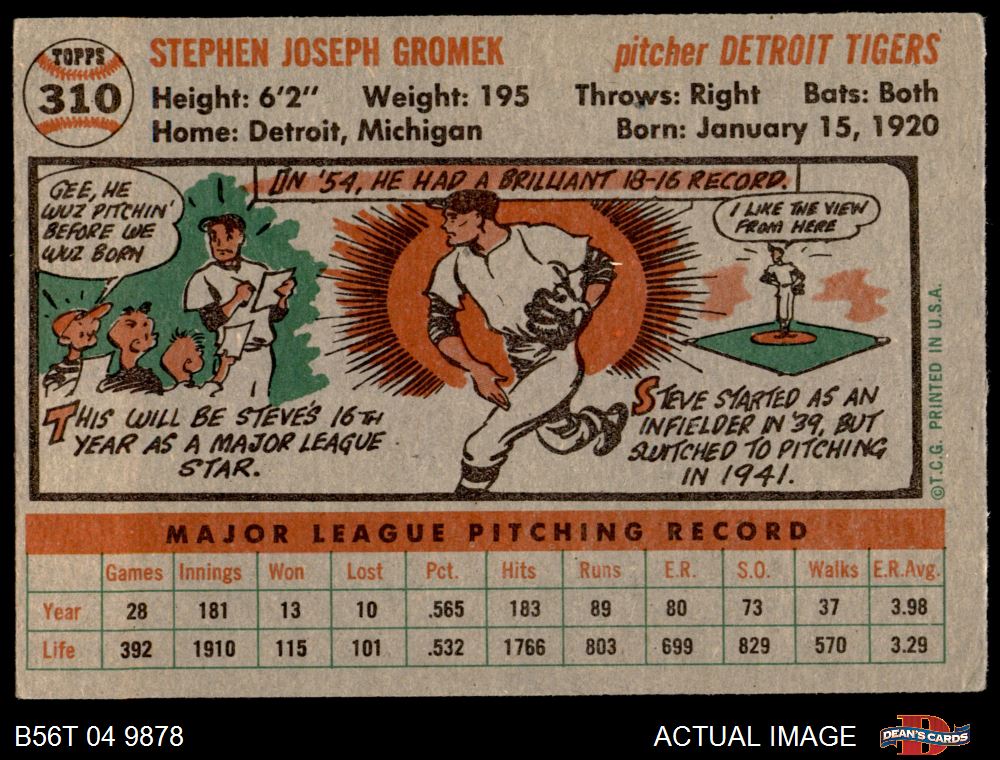 TOPPS
310
STEPHEN JOSEPH GROMEK
pitcher DETROIT TIGERS
Height: 6'2" Weight: 195 Throws: Right Bats: Both
Home: Detroit, Michigan Born: January 15, 1920
GEE, HE
WUZ PITCHIN'
BEFORE WE
WUZ BORN
IN '54, HE HAD A BRILLIANT 18-16 RECORD.
I LIKE THE VIEW
FROM HERE
THIS WILL BE STEVE'S 16TH
YEAR AS A MAJOR LEAGUE
STAR.
STEVE STARTED AS AN
INFIELDER IN '39, BUT
SWITCHED TO PITCHING
IN 1941.
©T.C.G. PRINTED IN U.S.A.
MAJOR LEAGUE PITCHING RECORD
Games Innings Won Lost Pct. Hits Runs E.R. S.O. Walks E.R.Avg.
Year 28 181 13 10 .565 183 89 80 73 37 3.98
Life 392 1910 115 101 .532 1766 803 699 829 570 3.29
B56T 04 9878
ACTUAL IMAGE
D
DEAN'S CARDS